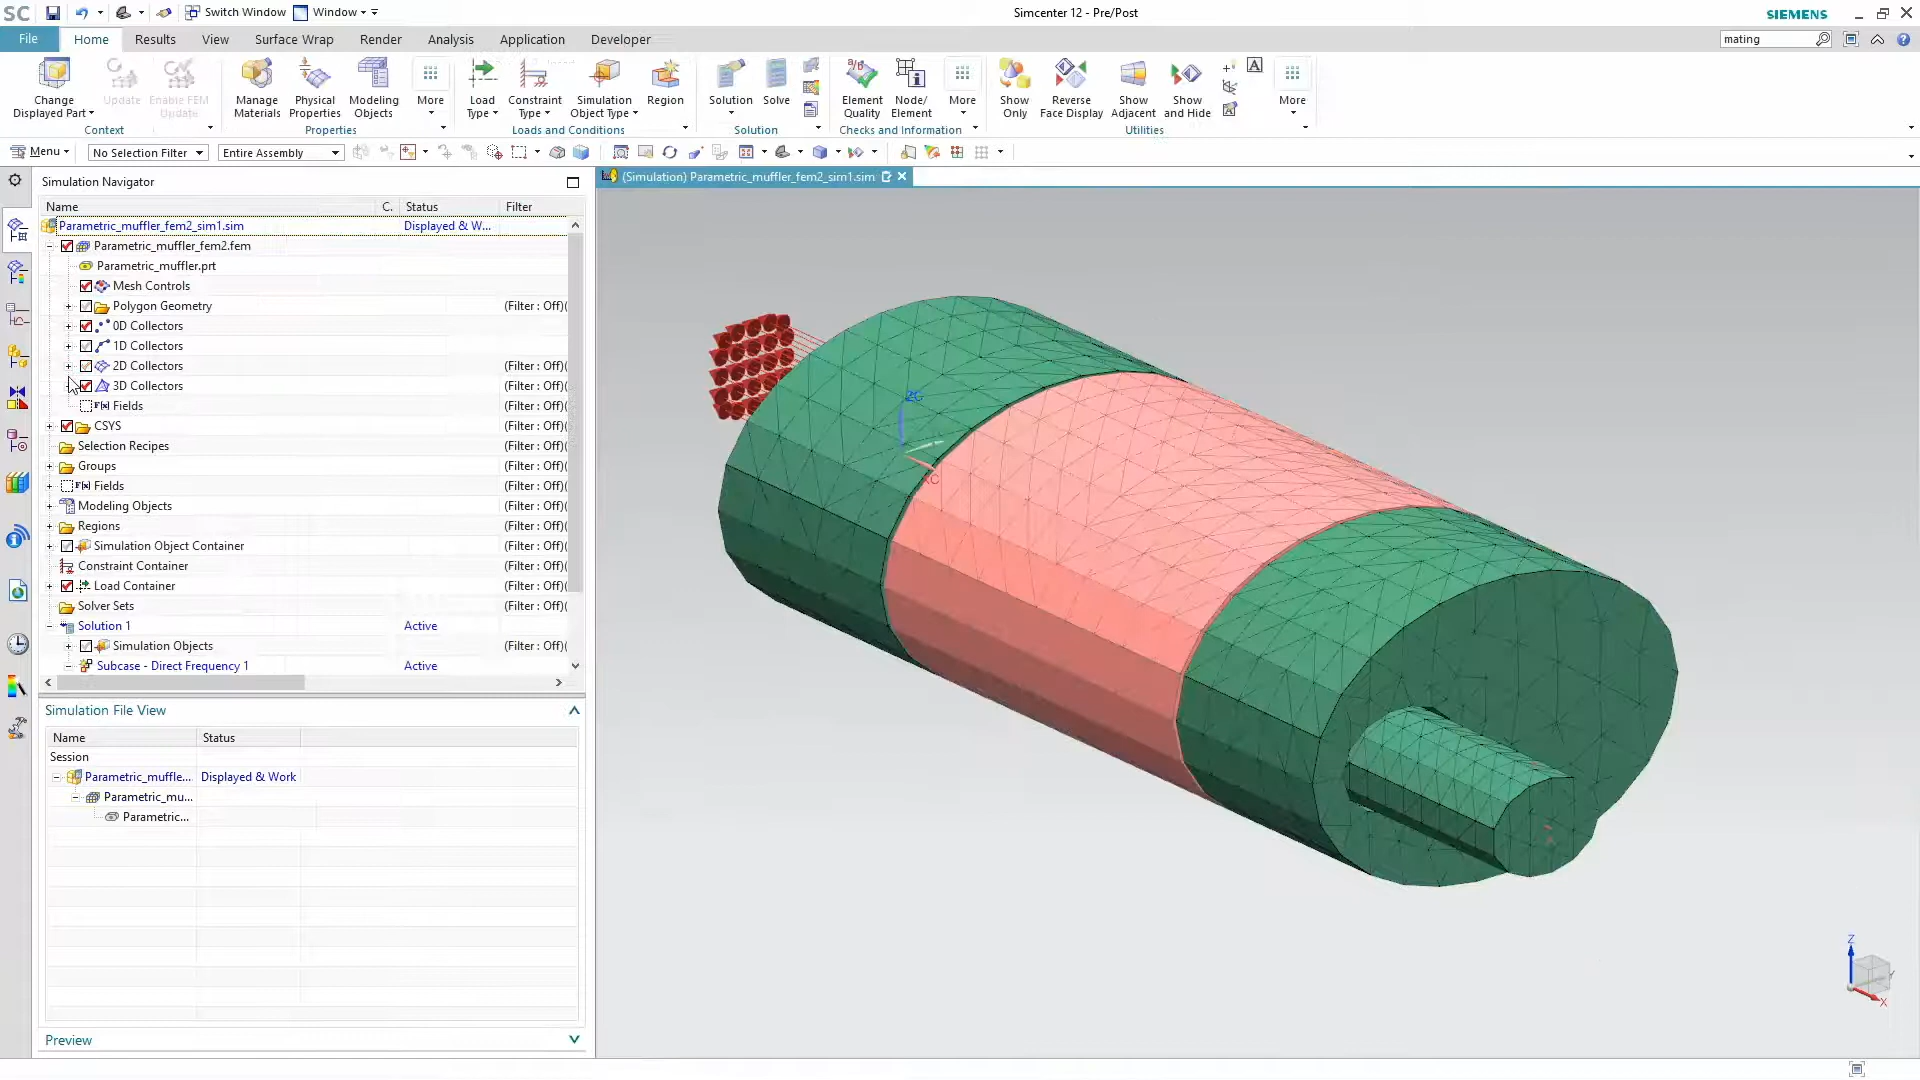 SC Switch Window Window Simcenter 12 - Pre/Post SIEMENS
File Home Results View Surface Wrap Render Analysis Application Developer mating
Change Displayed Part Update Enable FEM Update Manage Materials Physical Properties Modeling Objects More Load Type Constraint Type Simulation Object Type Region Solution Solve Element Quality Node/Element More Show Only Reverse Face Display Show Adjacent Show and Hide More
Context Properties Loads and Conditions Solution Checks and Information Utilities
Menu No Selection Filter Entire Assembly
Simulation Navigator
(Simulation) Parametric_muffler_fem2_sim1.sim
Name C. Status Filter
Parametric_muffler_fem2_sim1.sim Displayed & W...
Parametric_muffler_fem2.fem
Parametric_muffler.prt
Mesh Controls
Polygon Geometry (Filter : Off)(
0D Collectors
1D Collectors
2D Collectors (Filter : Off)(
3D Collectors (Filter : Off)(
F(x) Fields (Filter : Off)(
CSYS (Filter : Off)(
Selection Recipes (Filter : Off)(
Groups (Filter : Off)(
F(x) Fields (Filter : Off)(
Modeling Objects (Filter : Off)(
Regions (Filter : Off)(
Simulation Object Container (Filter : Off)(
Constraint Container (Filter : Off)(
Load Container (Filter : Off)(
Solver Sets (Filter : Off)(
Solution 1 Active
Simulation Objects (Filter : Off)(
Subcase - Direct Frequency 1 Active
Simulation File View
Name Status
Session
Parametric_muffle... Displayed & Work
Parametric_mu...
Parametric...
Preview
ZC
XC
Z
Y
X